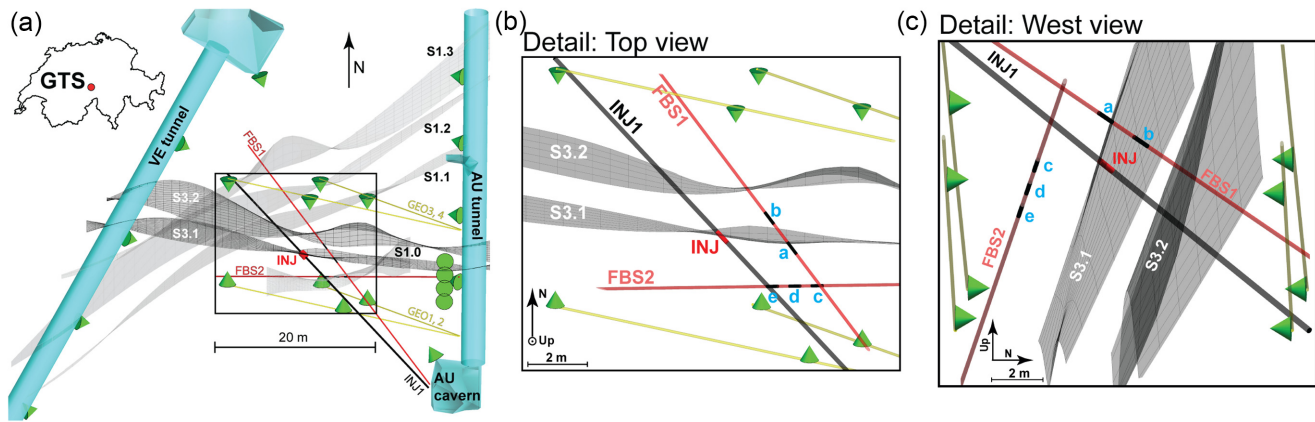 (a)
GTS
N
VE tunnel
S1.3
S1.2
S1.1
AU tunnel
FBS1
S3.2
S3.1
GEO3, 4
S1.0
INJ
FBS2
GEO1, 2
20 m
INJ1
AU
cavern
(b)
Detail: Top view
INJ1
FBS1
S3.2
S3.1
b
INJ
a
FBS2
e
d
c
N
Up
2 m
(c)
Detail: West view
INJ1
a
b
c
INJ
d
FBS1
e
FBS2
S3.1
S3.2
Up
N
2 m